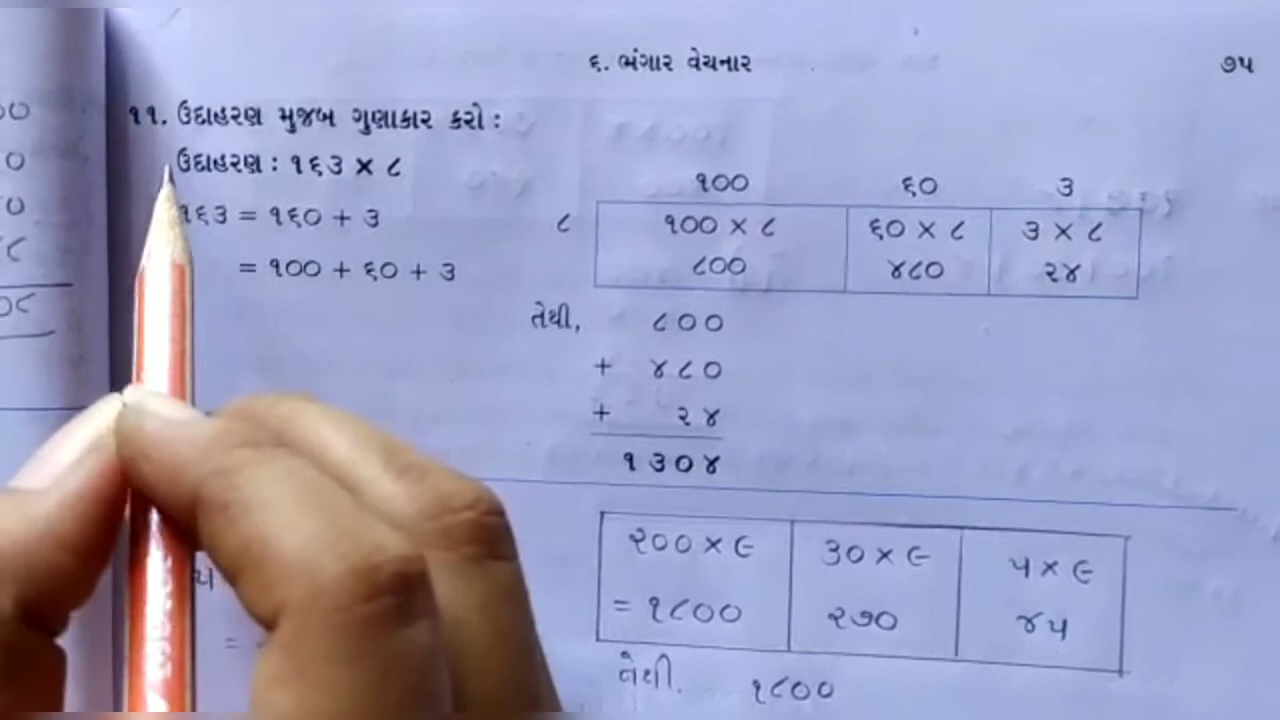 ૬. ભંગાર વેચનાર ૭૫
૧૧. ઉદાહરણ મુજબ ગુણાકાર કરો :
ઉદાહરણ : ૧૬૩ × ૮
૧૬૩ = ૧૬૦ + ૩
= ૧૦૦ + ૬૦ + ૩
૧૦૦ ૬૦ ૩
૮ ૧૦૦ × ૮ ૬૦ × ૮ ૩ × ૮
૮૦૦ ૪૮૦ ૨૪
તેથી, ૮૦૦
+ ૪૮૦
+ ૨૪
૧૩૦૪
૨૦૦ × ૯ ૩૦ × ૯ ૫ × ૯
= ૧૮૦૦ ૨૭૦ ૪૫
તેથી. ૧૮૦૦